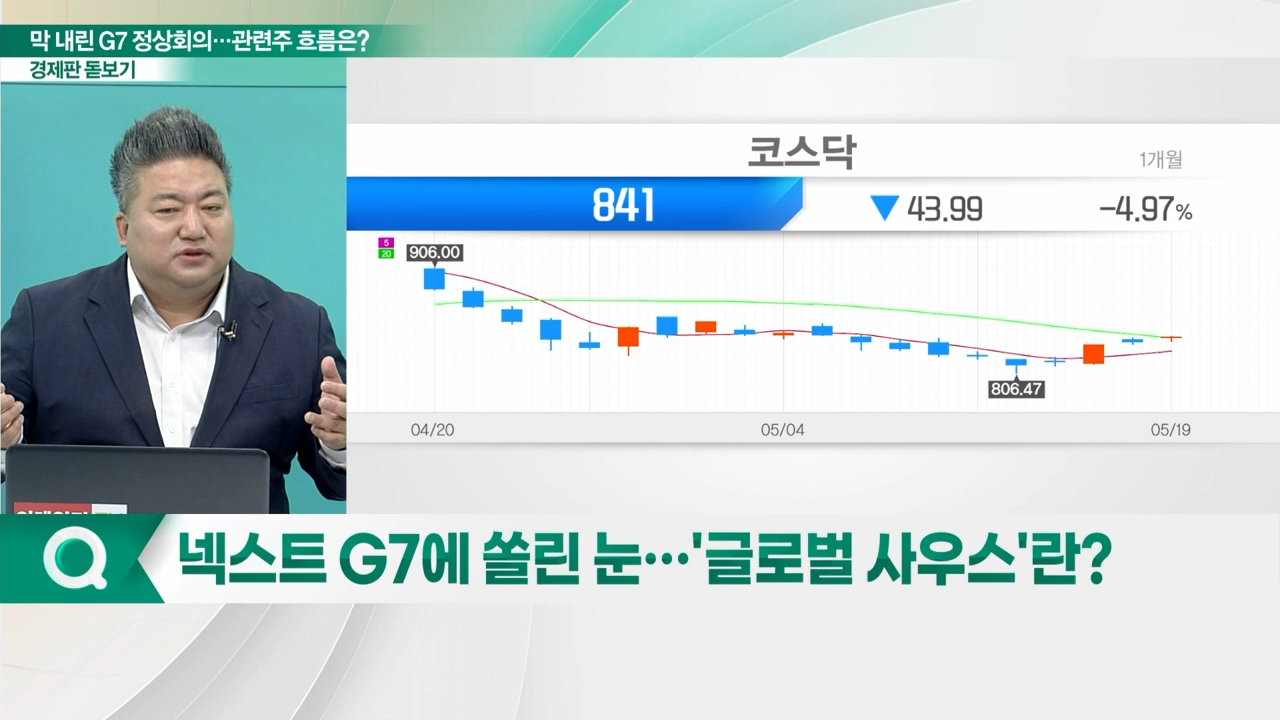 막 내린 G7 정상회의…관련주 흐름은?
경제판 돋보기
코스닥
1개월
841
▼ 43.99
-4.97%
5
20
906.00
806.47
04/20
05/04
05/19
넥스트 G7에 쏠린 눈…'글로벌 사우스'란?